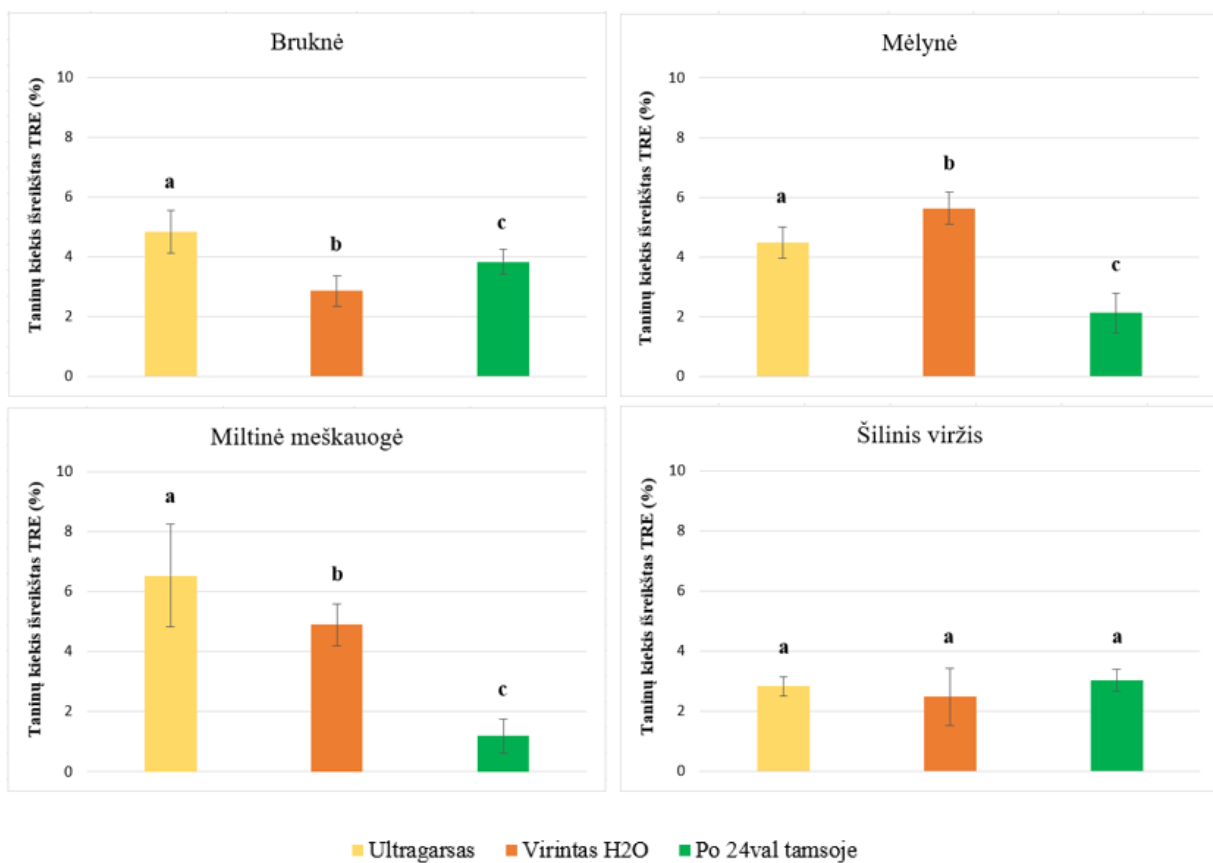 Bruknė
Taninų kiekis išreikštas TRE (%)
10
8
6
4
2
0
a
b
c
Mėlynė
Taninų kiekis išreikštas TRE (%)
10
8
6
4
2
0
a
b
c
Miltinė meškauogė
Taninų kiekis išreikštas TRE (%)
10
8
6
4
2
0
a
b
c
Šilinis viržis
Taninų kiekis išreikštas TRE (%)
10
8
6
4
2
0
a
a
a
Ultragarsas Virintas H2O Po 24val tamsoje